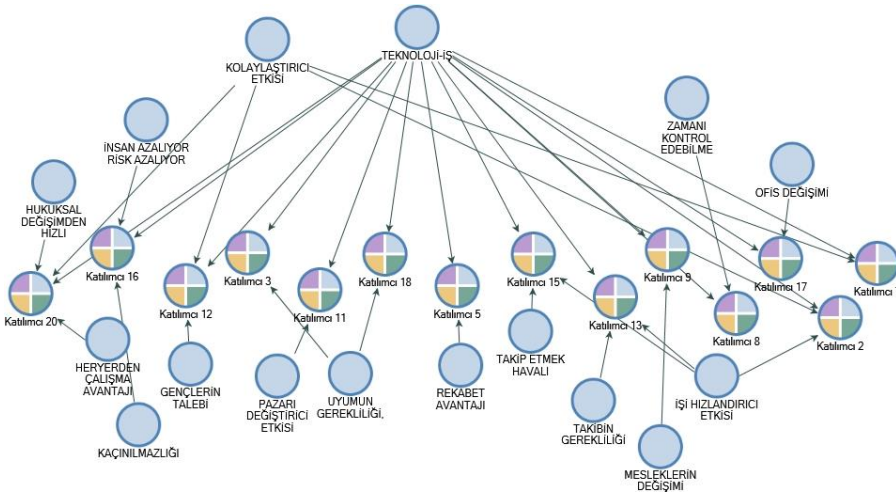 KOLAYLAŞTIRICI
ETKİSİ
TEKNOLOJİ-İŞ
İNSAN AZALIYOR
RİSK AZALIYOR
ZAMANI
KONTROL
EDEBİLME
HUKUKSAL
DEĞİŞİMDEN
HIZLI
OFİS DEĞİŞİMİ
Katılımcı 20
Katılımcı 16
Katılımcı 12
Katılımcı 3
Katılımcı 11
Katılımcı 18
Katılımcı 5
Katılımcı 15
Katılımcı 13
Katılımcı 9
Katılımcı 8
Katılımcı 17
Katılımcı 2
Katılımcı
HERYERDEN
ÇALIŞMA
AVANTAJI
KAÇINILMAZLIĞI
GENÇLERİN
TALEBİ
PAZARI
DEĞİŞTİRİCİ
ETKİSİ
UYUMUN
GEREKLİLİĞİ.
REKABET
AVANTAJI
TAKİP ETMEK
HAVALI
TAKİBİN
GEREKLİLİĞİ
MESLEKLERİN
DEĞİŞİMİ
İŞİ HIZLANDIRICI
ETKİSİ